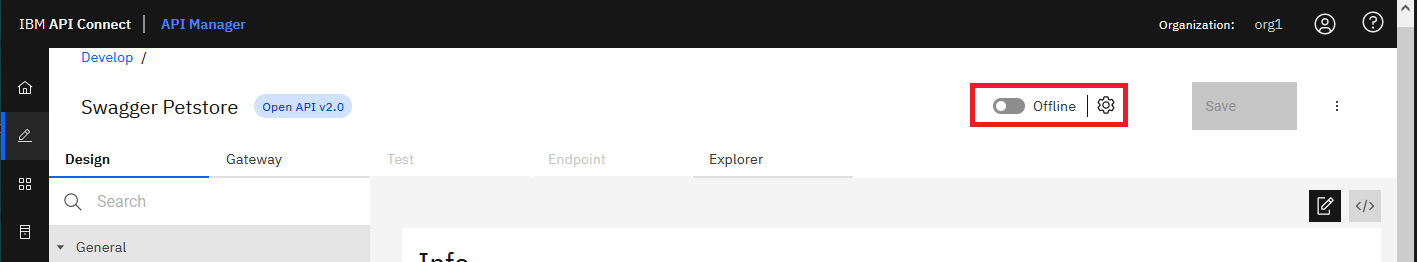 IBM API Connect | API Manager Organization: org1
Develop /
Swagger Petstore Open API v2.0 Offline Save
Design Gateway Test Endpoint Explorer
Search
</>
General
Info